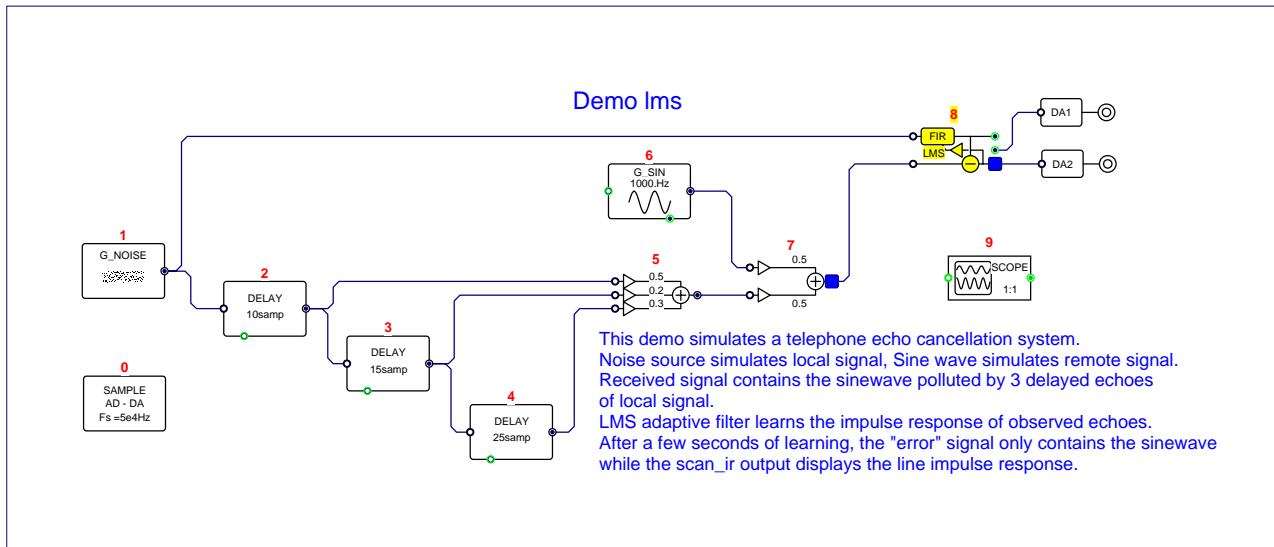 Demo lms
8
DA1
FIR
LMS
DA2
6
G_SIN
1000.Hz
1
G_NOISE
2
DELAY
10samp
5
0.5
0.2
0.3
7
0.5
0.5
9
SCOPE
1:1
3
DELAY
15samp
0
SAMPLE
AD - DA
Fs =5e4Hz
4
DELAY
25samp
This demo simulates a telephone echo cancellation system.
Noise source simulates local signal, Sine wave simulates remote signal.
Received signal contains the sinewave polluted by 3 delayed echoes
of local signal.
LMS adaptive filter learns the impulse response of observed echoes.
After a few seconds of learning, the "error" signal only contains the sinewave
while the scan_ir output displays the line impulse response.